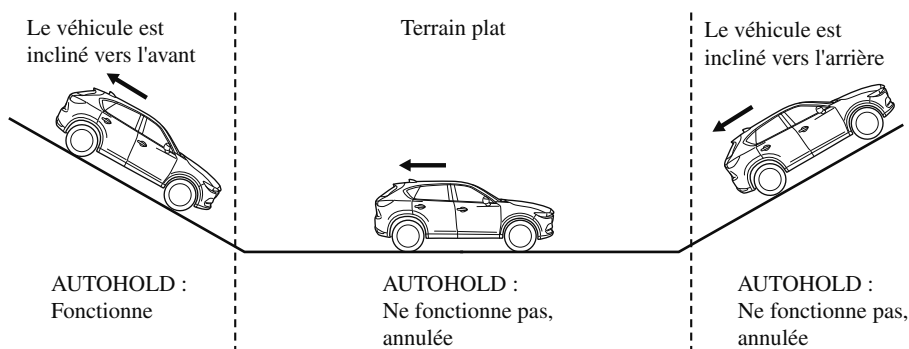 Le véhicule est
incliné vers l'avant
Terrain plat
Le véhicule est
incliné vers l'arrière
AUTOHOLD :
Fonctionne
AUTOHOLD :
Ne fonctionne pas,
annulée
AUTOHOLD :
Ne fonctionne pas,
annulée